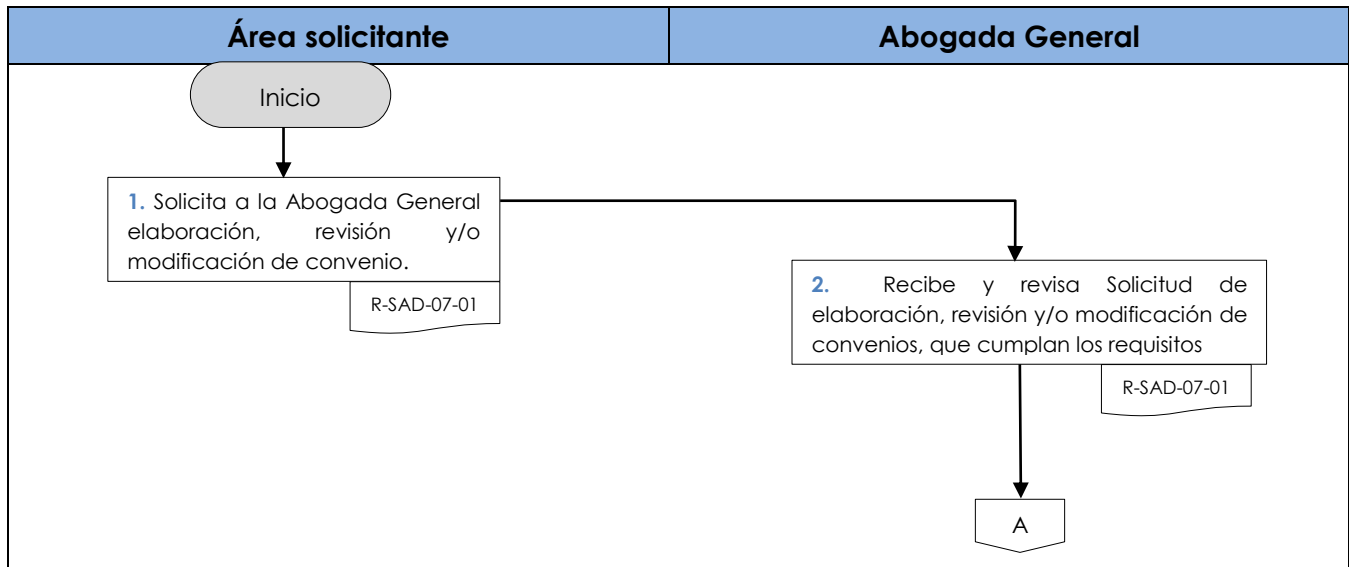 Área solicitante
Abogada General
Inicio
1. Solicita a la Abogada General
elaboración, revisión y/o
modificación de convenio.
R-SAD-07-01
2. Recibe y revisa Solicitud de
elaboración, revisión y/o modificación de
convenios, que cumplan los requisitos
R-SAD-07-01
A